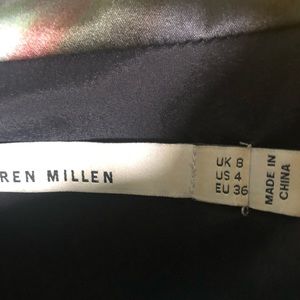 REN MILLEN
UK 8
US 4
EU 36
MADE IN
CHINA